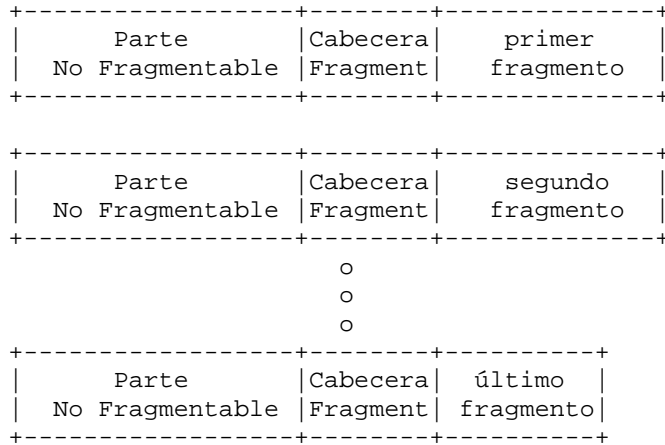 +------------------+--------+--------------+
|      Parte       |Cabecera|    primer    |
|  No Fragmentable |Fragment|   fragmento  |
+------------------+--------+--------------+
+------------------+--------+--------------+
|      Parte       |Cabecera|    segundo   |
|  No Fragmentable |Fragment|   fragmento  |
+------------------+--------+--------------+
o
o
o
+------------------+--------+----------+
|      Parte       |Cabecera|  último  |
|  No Fragmentable |Fragment| fragmento|
+------------------+--------+----------+